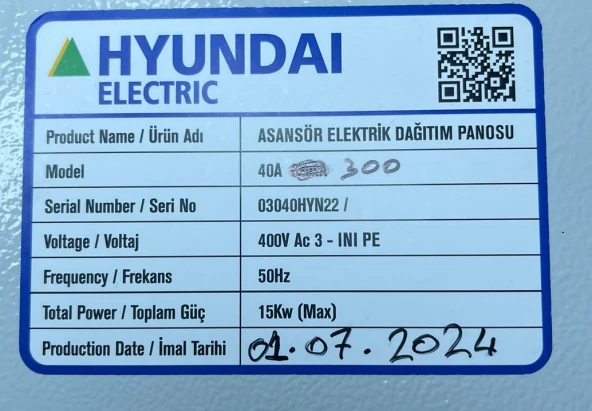 HYUNDAI
ELECTRIC
Product Name / Ürün Adı ASANSÖR ELEKTRİK DAĞITIM PANOSU
Model 40A 300
Serial Number / Seri No 03040HYN22 /
Voltage / Voltaj 400V Ac 3 - INI PE
Frequency / Frekans 50Hz
Total Power / Toplam Güç 15Kw (Max)
Production Date / İmal Tarihi 01.07.2024